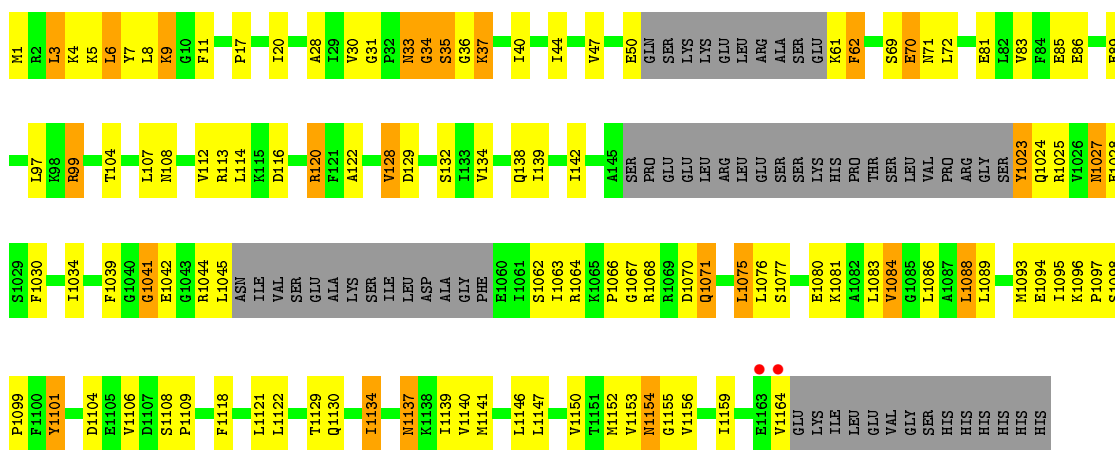 M1 R2 L3 K4 K5 L6 Y7 L8 K9 G10 F11 P17 I20 A28 I29 V30 G31 P32 N33 G34 S35 G36 K37 I40 I44 V47 E50 GLN SER LYS LYS GLU LEU ARG ALA SER GLU K61 F62 S69 E70 N71 L72 E81 L82 V83 F84 E85 E86
L97 K98 R99 T104 L107 N108 V112 R113 L114 K115 D116 R120 F121 A122 V128 D129 S132 I133 V134 Q138 I139 I142 A145 SER PRO GLU GLU LEU ARG LEU GLU SER SER LYS HIS PRO THR SER LEU VAL PRO ARG GLY SER Y1023 Q1024 R1025 V1026 N1027 E1028
S1029 F1030 I1034 F1039 G1040 G1041 E1042 G1043 R1044 L1045 ASN ILE VAL SER GLU ALA LYS SER ILE LEU ASP ALA GLY PHE E1060 I1061 S1062 I1063 R1064 K1065 P1066 G1067 R1068 R1069 D1070 Q1071 L1075 L1076 S1077 E1080 K1081 A1082 L1083 V1084 G1085 L1086 A1087 L1088 L1089 M1093 E1094 I1095 K1096 P1097 S1098
P1099 F1100 Y1101 D1104 E1105 V1106 D1107 S1108 P1109 F1118 L1121 L1122 T1129 Q1130 I1134 N1137 K1138 I1139 V1140 M1141 L1146 L1147 V1150 T1151 M1152 V1153 N1154 G1155 V1156 I1159 E1163 V1164 GLU LYS ILE LEU GLU VAL GLY SER HIS HIS HIS HIS HIS HIS